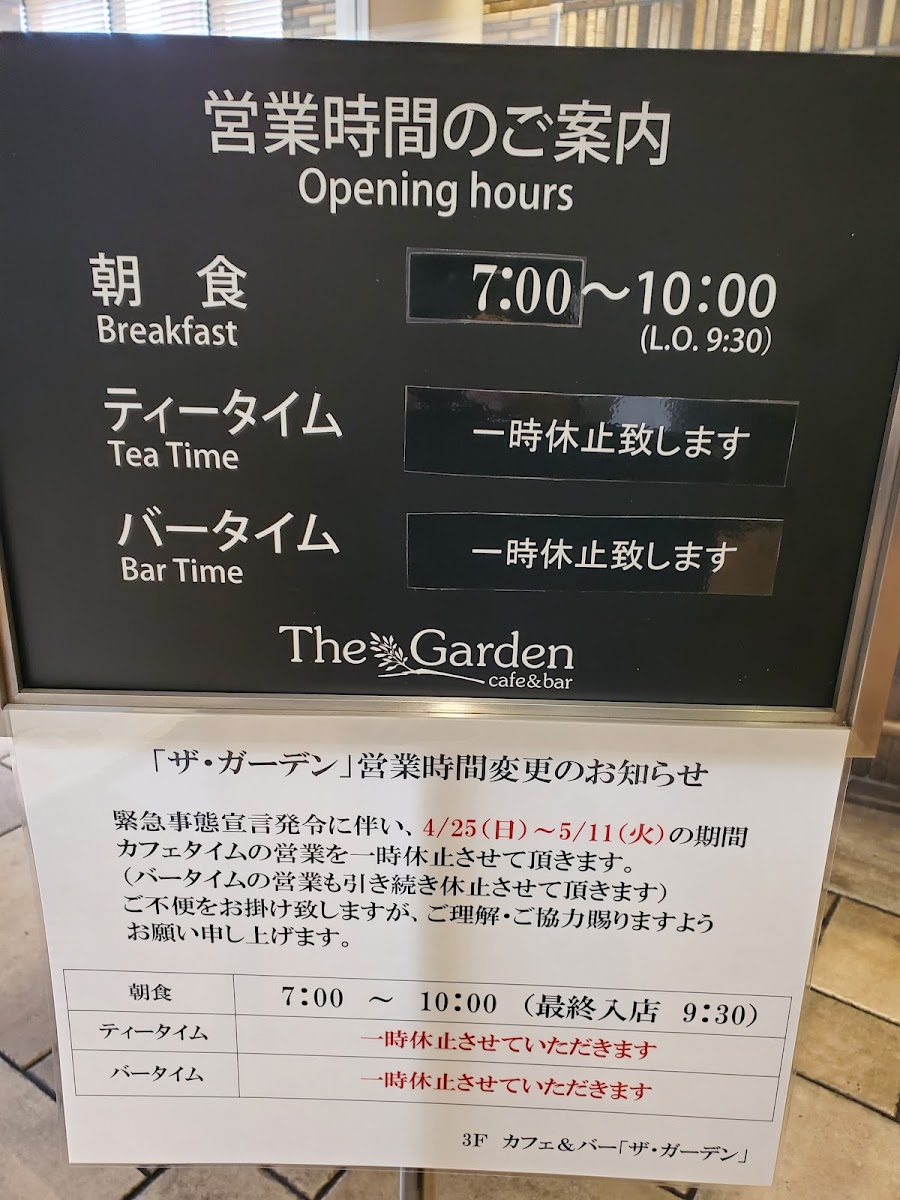 営業時間のご案内
Opening hours
朝 食 7:00～10:00
Breakfast (L.O. 9:30)
ティータイム 一時休止致します
Tea Time
バータイム 一時休止致します
Bar Time
The Garden
cafe&bar
「ザ・ガーデン」営業時間変更のお知らせ
緊急事態宣言発令に伴い、4/25(日)～5/11(火)の期間
カフェタイムの営業を一時休止させて頂きます。
(バータイムの営業も引き続き休止させて頂きます)
ご不便をお掛け致しますが、ご理解・ご協力賜りますよう
お願い申し上げます。
朝食 7:00 ～ 10:00 (最終入店 9:30)
ティータイム 一時休止させていただきます
バータイム 一時休止させていただきます
3F カフェ&バー「ザ・ガーデン」